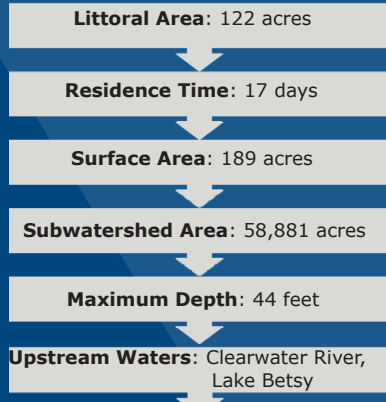 Littoral Area: 122 acres
Residence Time: 17 days
Surface Area: 189 acres
Subwatershed Area: 58,881 acres
Maximum Depth: 44 feet
Upstream Waters: Clearwater River,
Lake Betsy